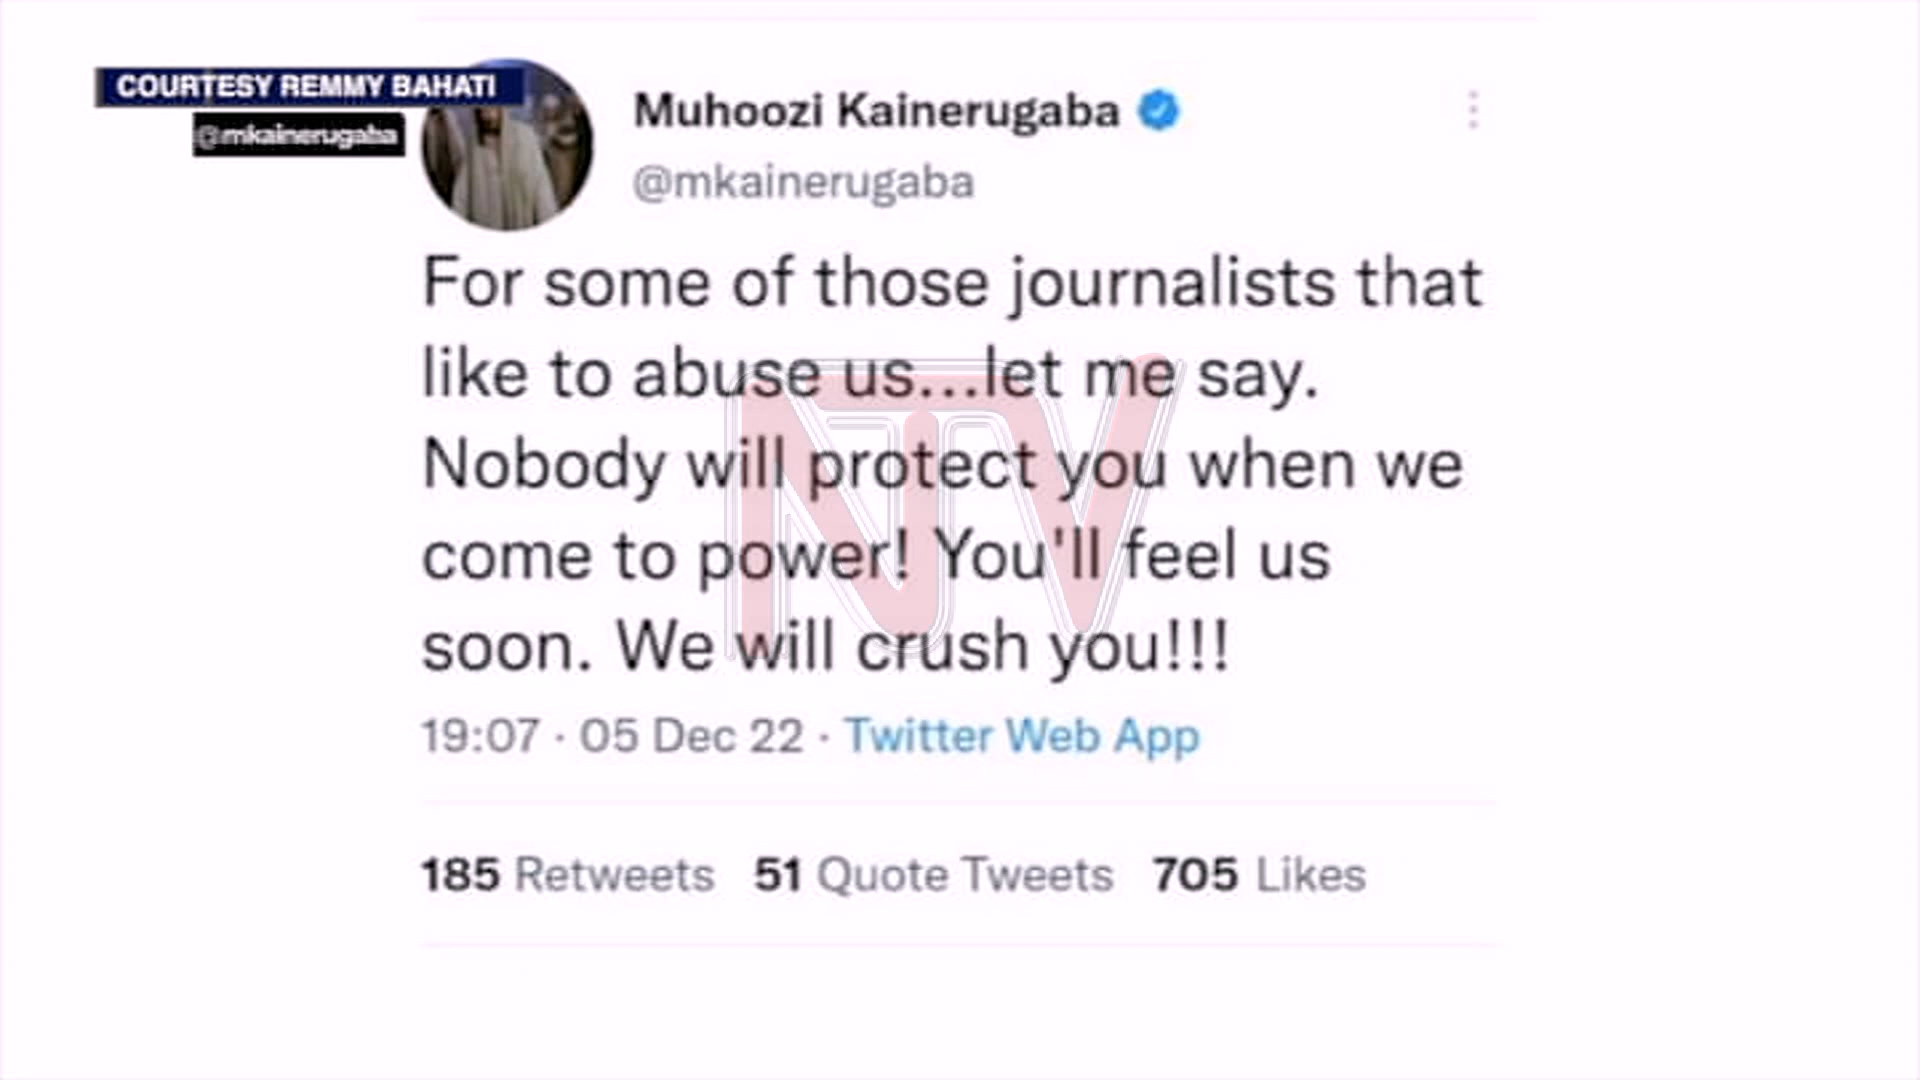 COURTESY REMMY BAHATI
@mkainerugaba
Muhoozi Kainerugaba
@mkainerugaba
For some of those journalists that
like to abuse us...let me say.
Nobody will protect you when we
come to power! You'll feel us
soon. We will crush you!!!
NTV
19:07 · 05 Dec 22 · Twitter Web App
185 Retweets 51 Quote Tweets 705 Likes